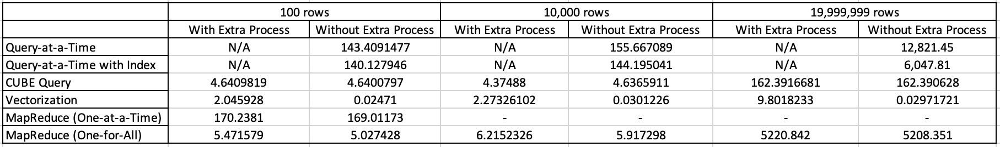 100 rows 10,000 rows 19,999,999 rows
With Extra Process Without Extra Process With Extra Process Without Extra Process With Extra Process Without Extra Process
Query-at-a-Time N/A 143.4091477 N/A 155.667089 N/A 12,821.45
Query-at-a-Time with Index N/A 140.127946 N/A 144.195041 N/A 6,047.81
CUBE Query 4.6409819 4.6400797 4.37488 4.6365911 162.3916681 162.390628
Vectorization 2.045928 0.02471 2.27326102 0.0301226 9.8018233 0.02971721
MapReduce (One-at-a-Time) 170.2381 169.01173 - - - -
MapReduce (One-for-All) 5.471579 5.027428 6.2152326 5.917298 5220.842 5208.351